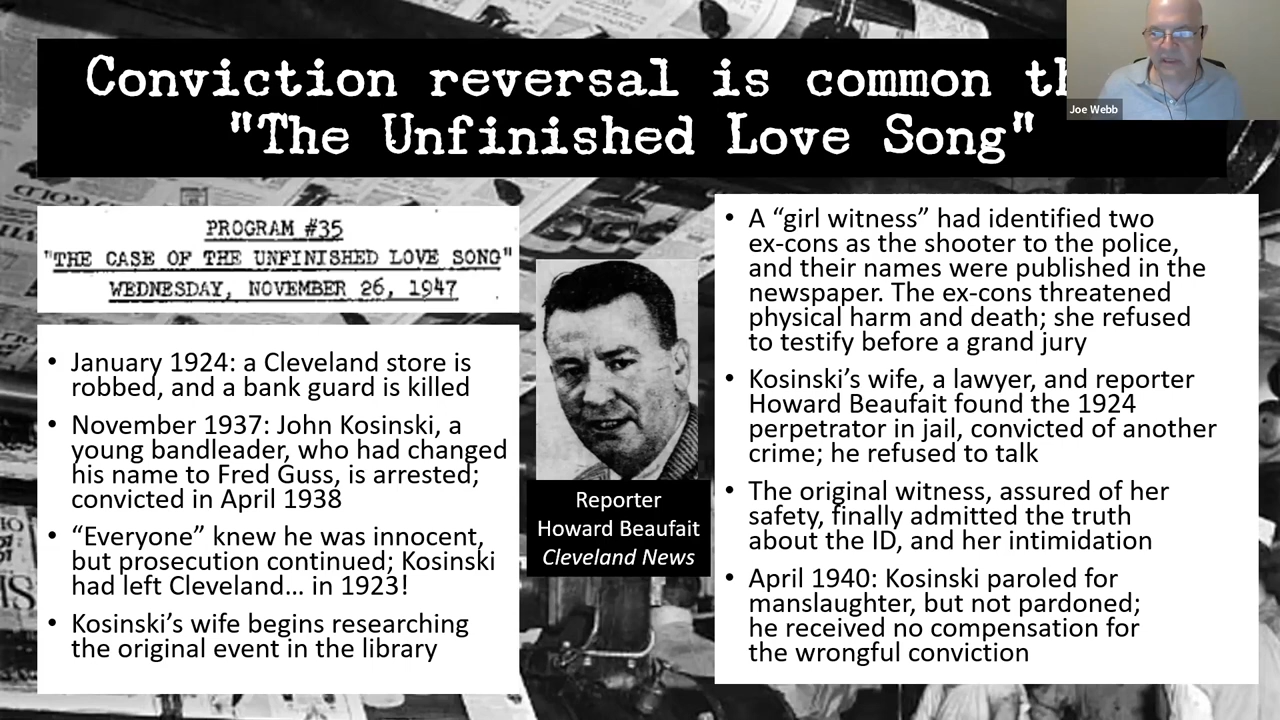 Conviction reversal is common
"The Unfinished Love Song"
Joe Webb
PROGRAM #35
"THE CASE OF THE UNFINISHED LOVE SONG"
WEDNESDAY, NOVEMBER 26, 1947
• January 1924: a Cleveland store is
robbed, and a bank guard is killed
• November 1937: John Kosinski, a
young bandleader, who had changed
his name to Fred Guss, is arrested;
convicted in April 1938
• “Everyone” knew he was innocent,
but prosecution continued; Kosinski
had left Cleveland… in 1923!
• Kosinski’s wife begins researching
the original event in the library
Reporter
Howard Beaufait
Cleveland News
• A “girl witness” had identified two
ex-cons as the shooter to the police,
and their names were published in the
newspaper. The ex-cons threatened
physical harm and death; she refused
to testify before a grand jury
• Kosinski’s wife, a lawyer, and reporter
Howard Beaufait found the 1924
perpetrator in jail, convicted of another
crime; he refused to talk
• The original witness, assured of her
safety, finally admitted the truth
about the ID, and her intimidation
• April 1940: Kosinski paroled for
manslaughter, but not pardoned;
he received no compensation for
the wrongful conviction